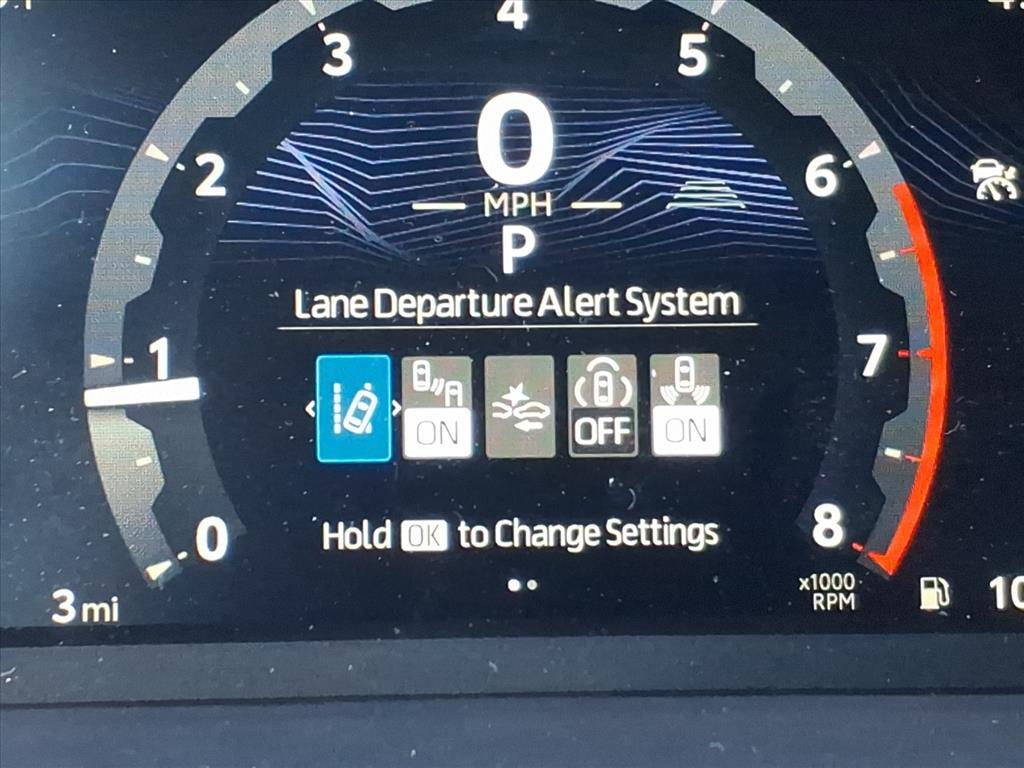 4
3
5
0
2
6
MPH
P
Lane Departure Alert System
1
7
ON
OFF
ON
Hold OK to Change Settings
0
8
x1000
RPM
3 mi